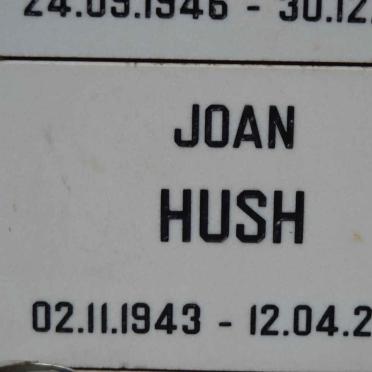 24.09.1946 - 30.12.
JOAN
HUSH
02.11.1943 - 12.04.2